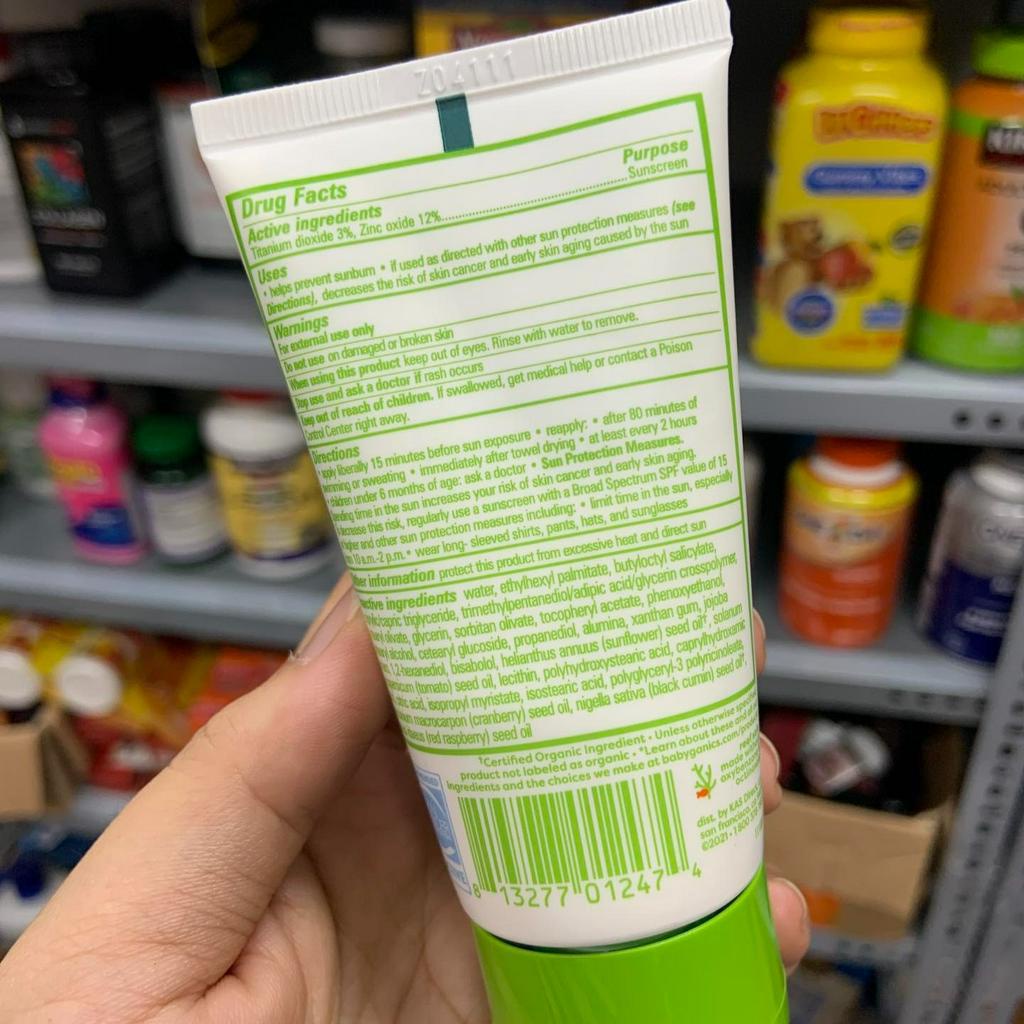 Z04111
Drug Facts
Active ingredients
Purpose
Titanium dioxide 3%, Zinc oxide 12%..............................Sunscreen
Uses
• helps prevent sunburn • if used as directed with other sun protection measures (see
Directions), decreases the risk of skin cancer and early skin aging caused by the sun
Warnings
For external use only
Do not use on damaged or broken skin
When using this product keep out of eyes. Rinse with water to remove.
use and ask a doctor if rash occurs
out of reach of children. If swallowed, get medical help or contact a Poison
Control Center right away.
Directions
liberally 15 minutes before sun exposure • reapply: • after 80 minutes of
or sweating • immediately after towel drying • at least every 2 hours
under 6 months of age: ask a doctor • Sun Protection Measures.
time in the sun increases your risk of skin cancer and early skin aging.
this risk, regularly use a sunscreen with a Broad Spectrum SPF value of 15
and other sun protection measures including: • limit time in the sun, especially
10 a.m.-2 p.m. • wear long- sleeved shirts, pants, hats, and sunglasses
information protect this product from excessive heat and direct sun
ingredients water, ethylhexyl palmitate, butyloctyl salicylate,
triglyceride, trimethylpentanediol/adipic acid/glycerin crosspolymer,
olivate, glycerin, sorbitan olivate, tocopheryl acetate, phenoxyethanol,
alcohol, cetearyl glucoside, propanediol, alumina, xanthan gum, jojoba
1,2-hexanediol, bisabolol, helianthus annuus (sunflower) seed oil†, solanum
(tomato) seed oil, lecithin, polyhydroxystearic acid, caprylhydroxamic
acid, isopropyl myristate, isostearic acid, polyglyceryl-3 polyricinoleate,
macrocarpon (cranberry) seed oil, nigella sativa (black cumin) seed oil†,
(red raspberry) seed oil
†Certified Organic Ingredient • Unless otherwise
product not labeled as organic • *Learn about these
Ingredients and the choices we make at babyganics.com
made
dist. by KAS
san francisco,
©2021 • 1 800
8 13277 01247 4